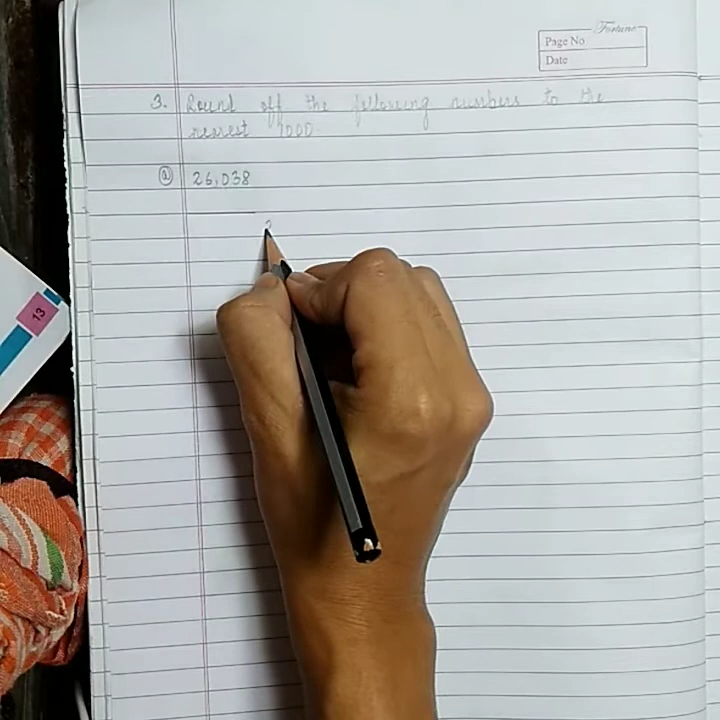 Fortune
Page No
Date
3. Round off the following numbers to the
nearest 1000.
(a) 26,038
13